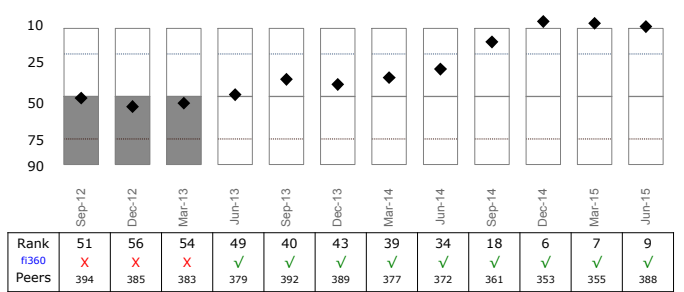 10
25
50
75
90
Sep-12 Dec-12 Mar-13 Jun-13 Sep-13 Dec-13 Mar-14 Jun-14 Sep-14 Dec-14 Mar-15 Jun-15
Rank 51 56 54 49 40 43 39 34 18 6 7 9
fi360 X X X √ √ √ √ √ √ √ √ √
Peers 394 385 383 379 392 389 377 372 361 353 355 388